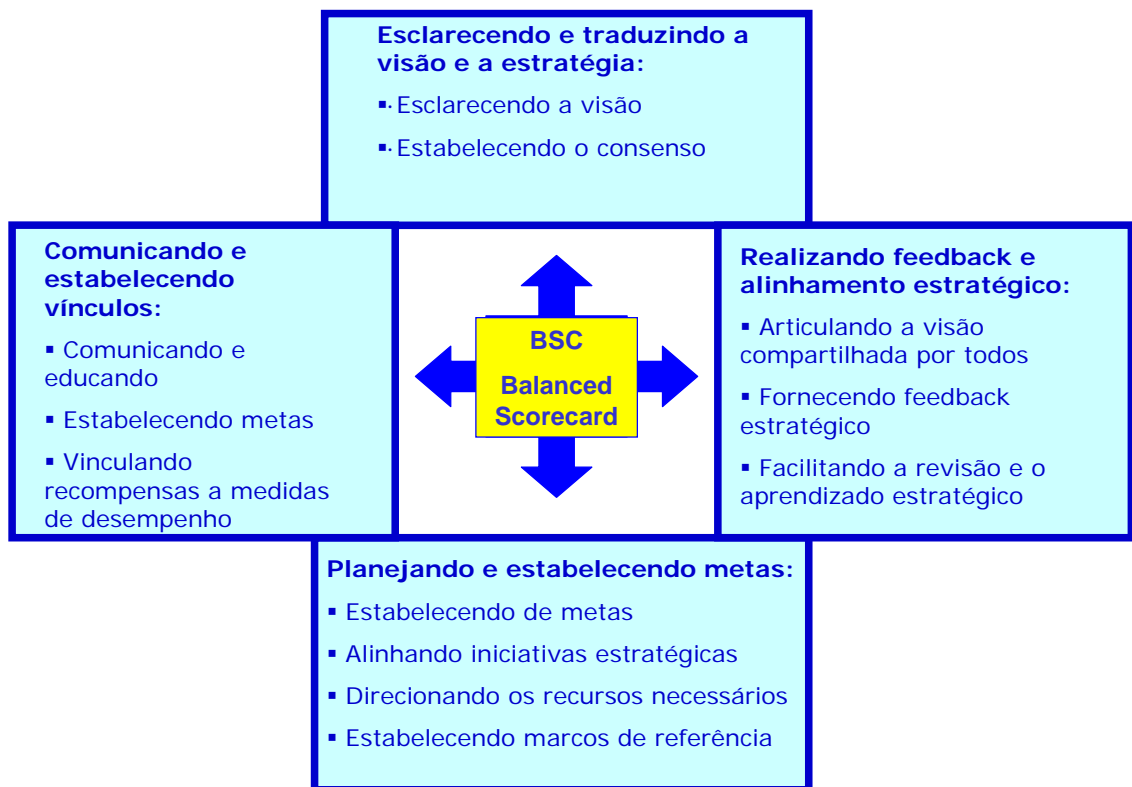 Esclarecendo e traduzindo a
visão e a estratégia:
▪· Esclarecendo a visão
▪· Estabelecendo o consenso
Comunicando e
estabelecendo
vínculos:
▪ Comunicando e
educando
▪ Estabelecendo metas
▪ Vinculando
recompensas a medidas
de desempenho
BSC
Balanced
Scorecard
Realizando feedback e
alinhamento estratégico:
▪ Articulando a visão
compartilhada por todos
▪ Fornecendo feedback
estratégico
▪ Facilitando a revisão e o
aprendizado estratégico
Planejando e estabelecendo metas:
▪ Estabelecendo de metas
▪ Alinhando iniciativas estratégicas
▪ Direcionando os recursos necessários
▪ Estabelecendo marcos de referência